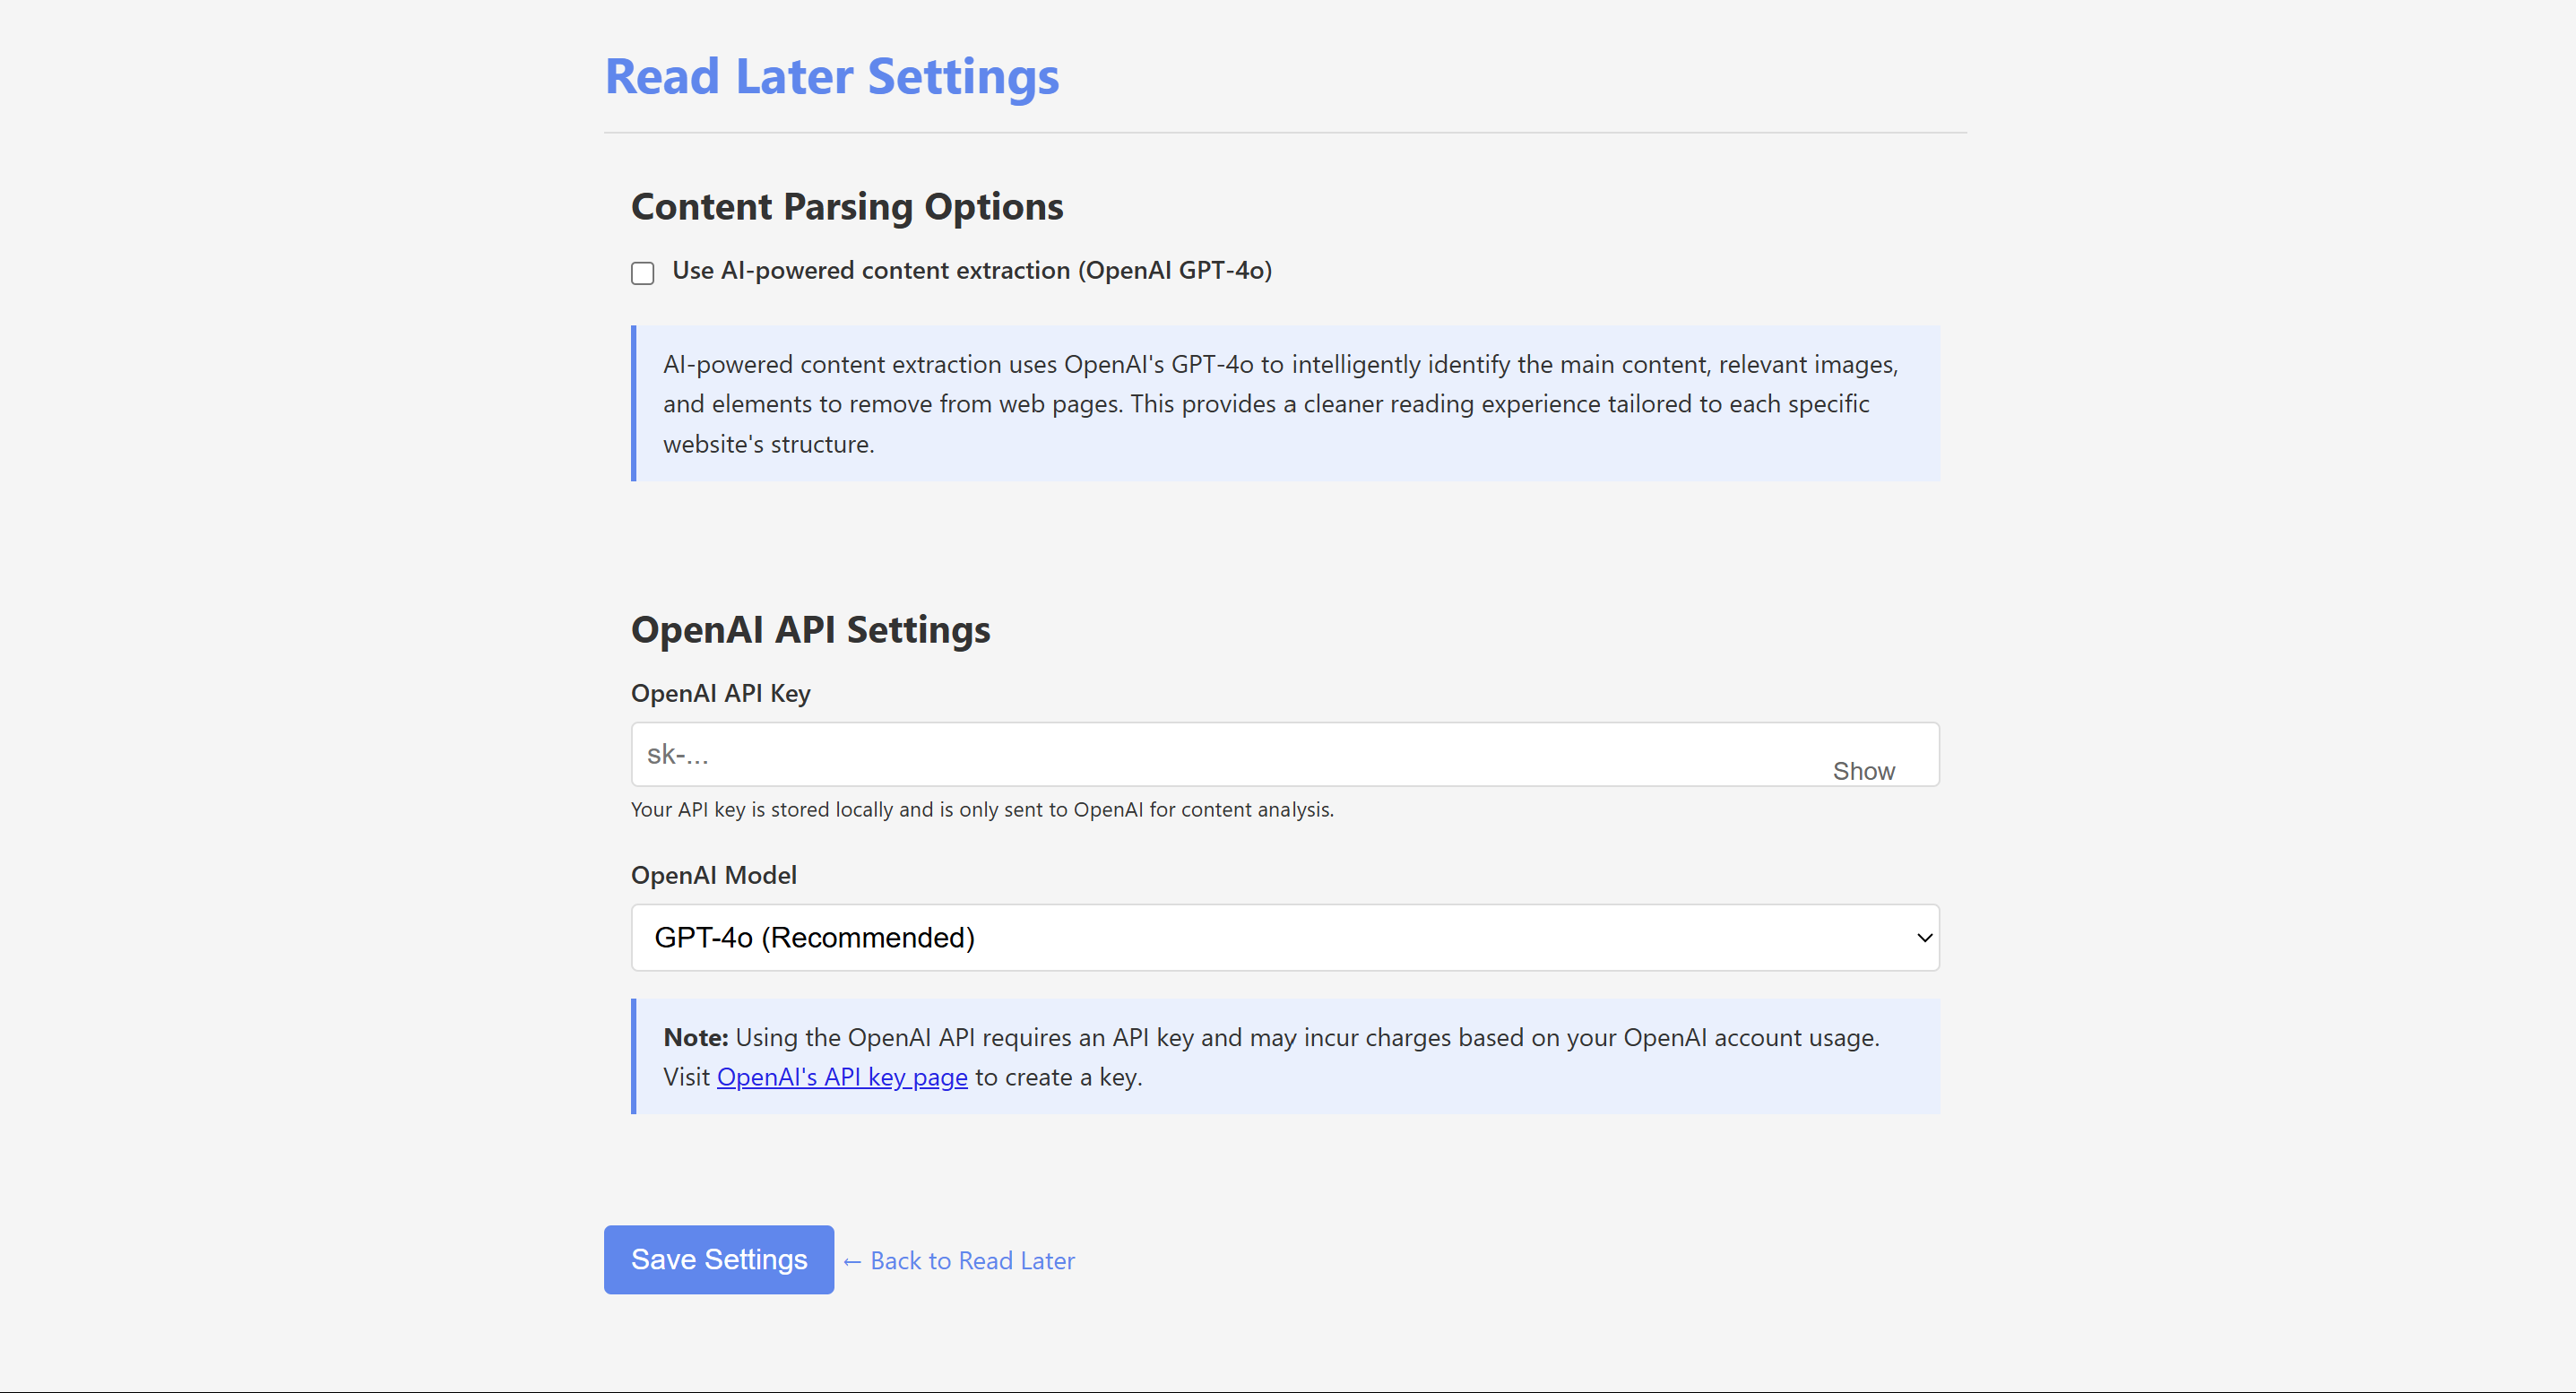 Read Later Settings
Content Parsing Options
Use AI-powered content extraction (OpenAI GPT-4o)
AI-powered content extraction uses OpenAI's GPT-4o to intelligently identify the main content, relevant images,
and elements to remove from web pages. This provides a cleaner reading experience tailored to each specific
website's structure.
OpenAI API Settings
OpenAI API Key
sk-...
Show
Your API key is stored locally and is only sent to OpenAI for content analysis.
OpenAI Model
GPT-4o (Recommended)
Note: Using the OpenAI API requires an API key and may incur charges based on your OpenAI account usage.
Visit OpenAI's API key page to create a key.
Save Settings ← Back to Read Later